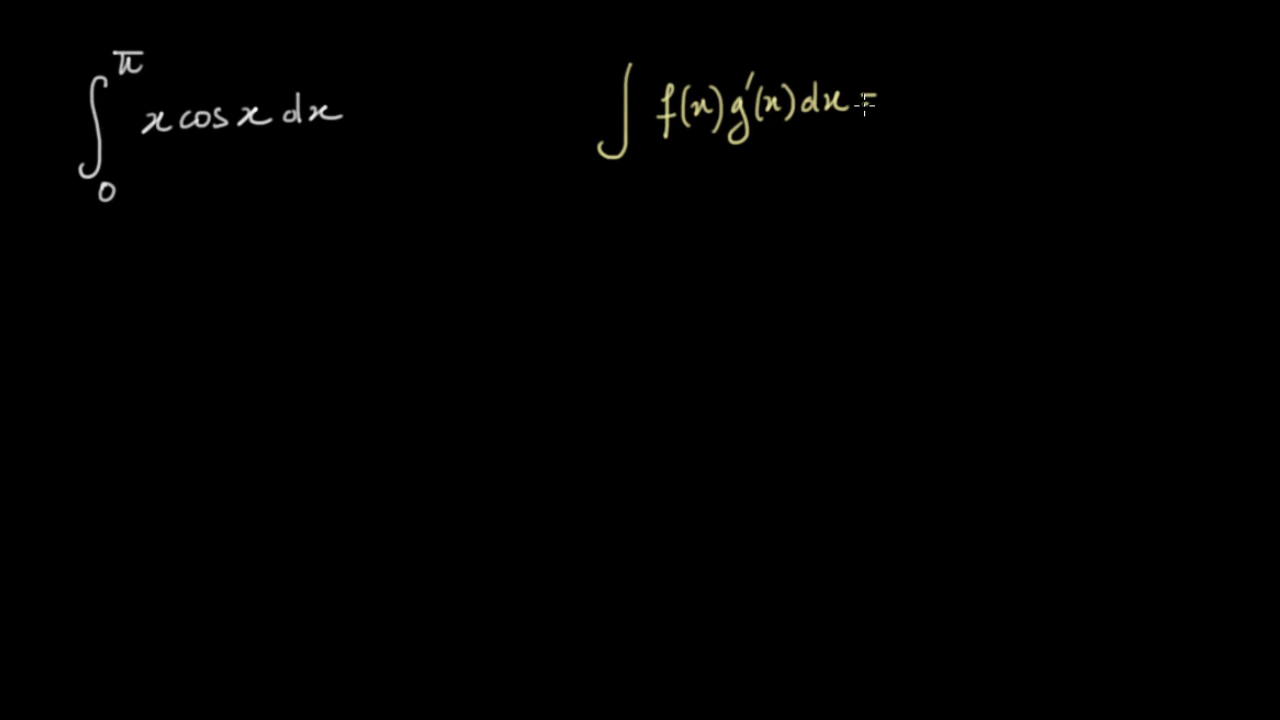 ∫₀^π x cos x dx
∫ f(x) g′(x) dx =